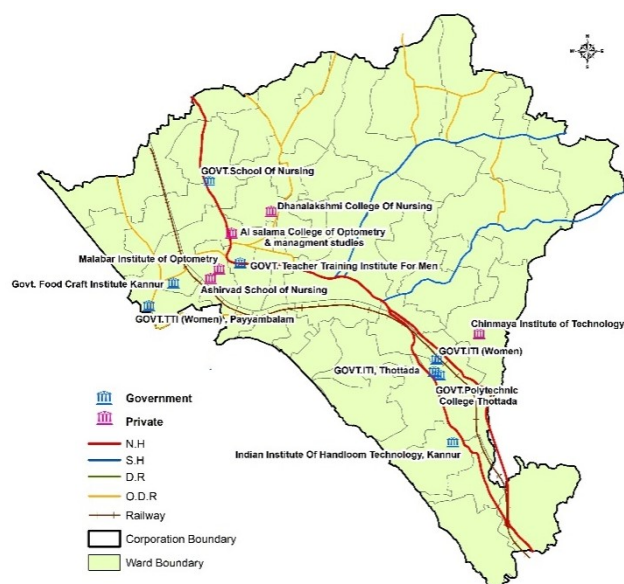 N
W E
S
GOVT.School Of Nursing
Dhanalakshmi College Of Nursing
Al salama College of Optometry
& managment studies
Malabar Institute of Optometry
GOVT. Teacher Training Institute For Men
Govt. Food Craft Institute Kannur
Ashirvad School of Nursing
GOVT.TTI (Women) , Payyambalam
Chinmaya Institute of Technology
GOVT.ITI (Women)
GOVT.ITI, Thottada
GOVT.Polytechnic
College Thottada
Indian Institute Of Handloom Technology, Kannur
Government
Private
N.H
S.H
D.R
O.D.R
Railway
Corporation Boundary
Ward Boundary